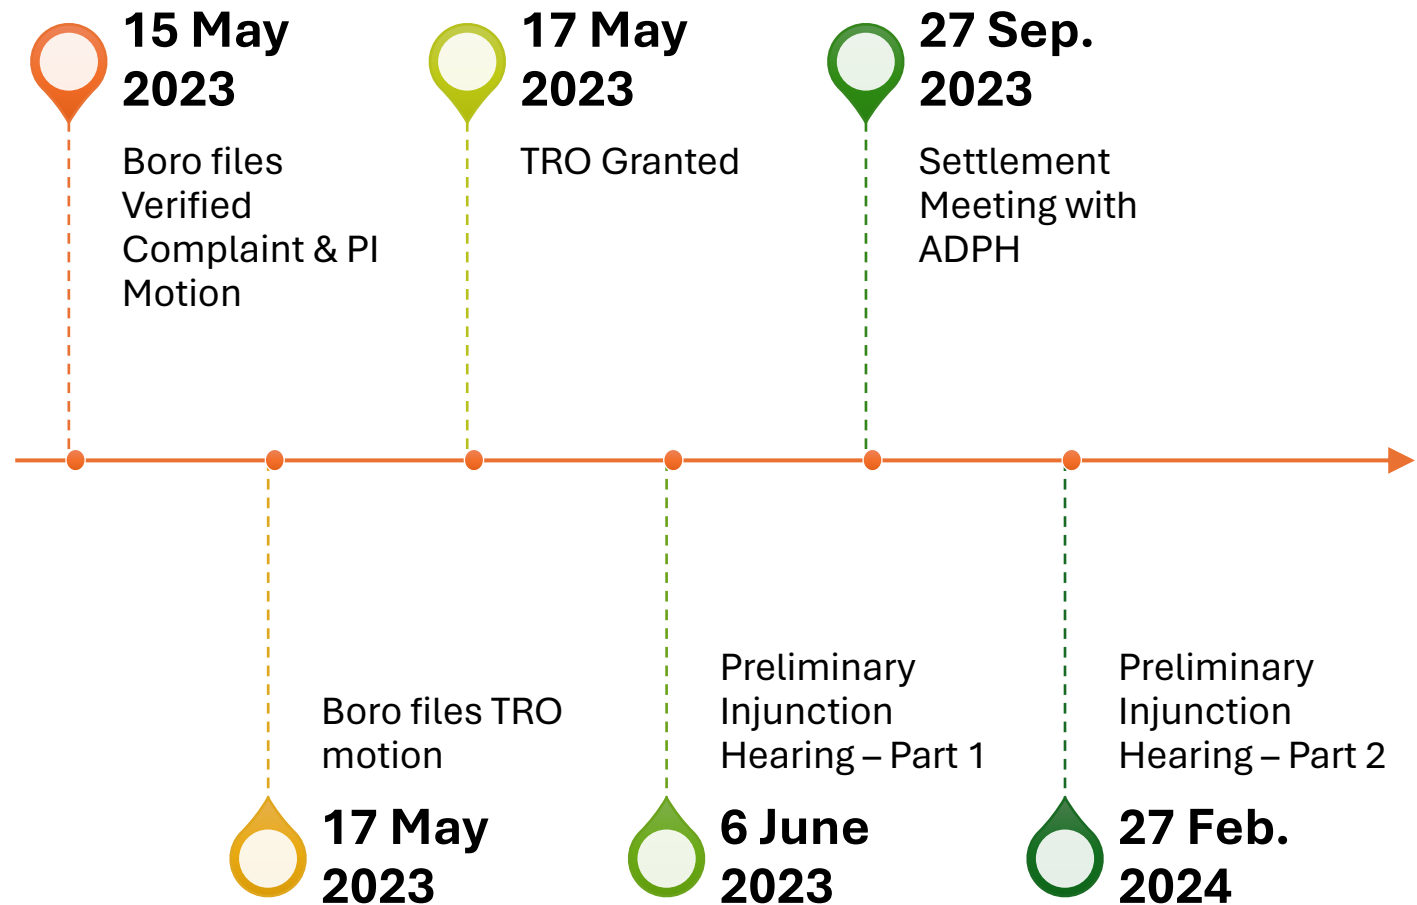 15 May
2023
Boro files
Verified
Complaint & PI
Motion
17 May
2023
TRO Granted
27 Sep.
2023
Settlement
Meeting with
ADPH
Boro files TRO
motion
17 May
2023
Preliminary
Injunction
Hearing – Part 1
6 June
2023
Preliminary
Injunction
Hearing – Part 2
27 Feb.
2024